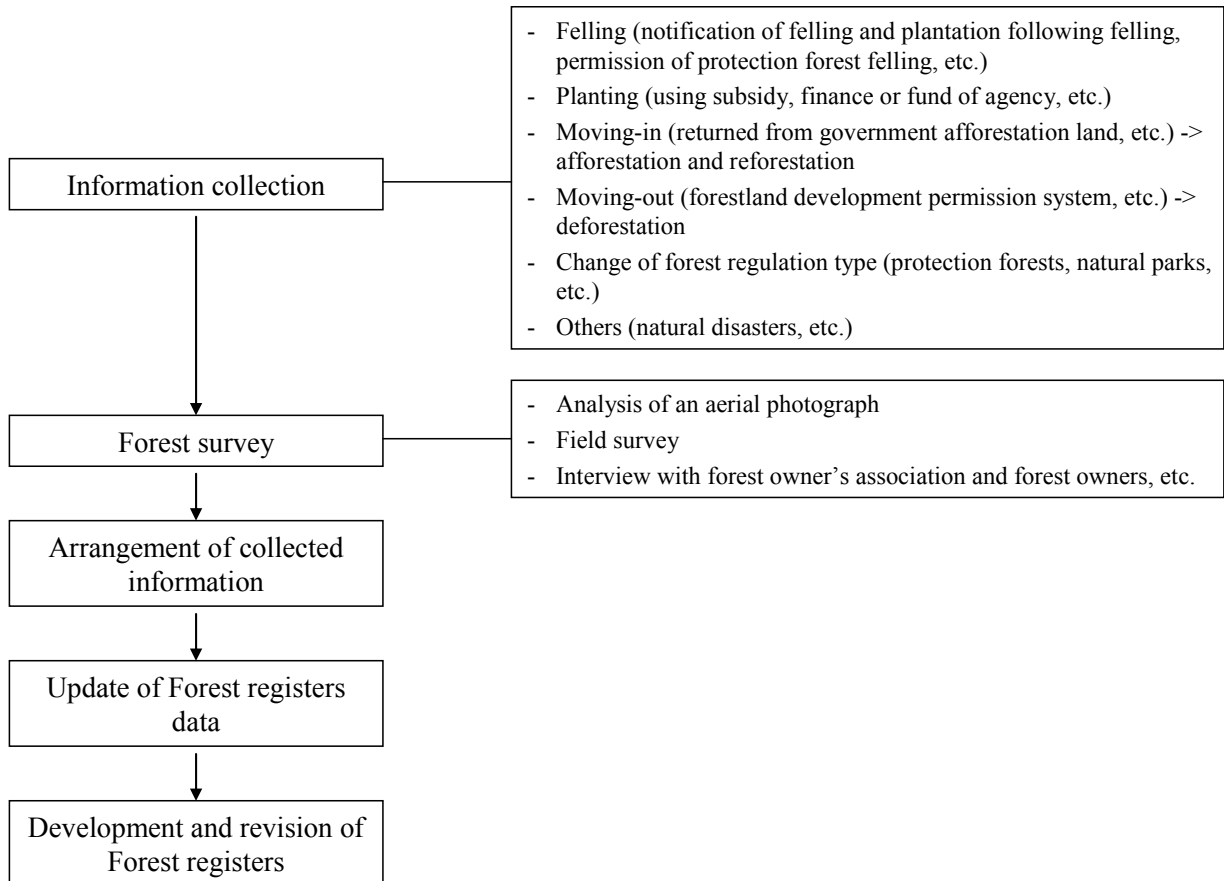 - Felling (notification of felling and plantation following felling,
permission of protection forest felling, etc.)
- Planting (using subsidy, finance or fund of agency, etc.)
- Moving-in (returned from government afforestation land, etc.) ->
afforestation and reforestation
- Moving-out (forestland development permission system, etc.) ->
deforestation
- Change of forest regulation type (protection forests, natural parks,
etc.)
- Others (natural disasters, etc.)
Information collection
- Analysis of an aerial photograph
- Field survey
- Interview with forest owner’s association and forest owners, etc.
Forest survey
Arrangement of collected
information
Update of Forest registers
data
Development and revision of
Forest registers